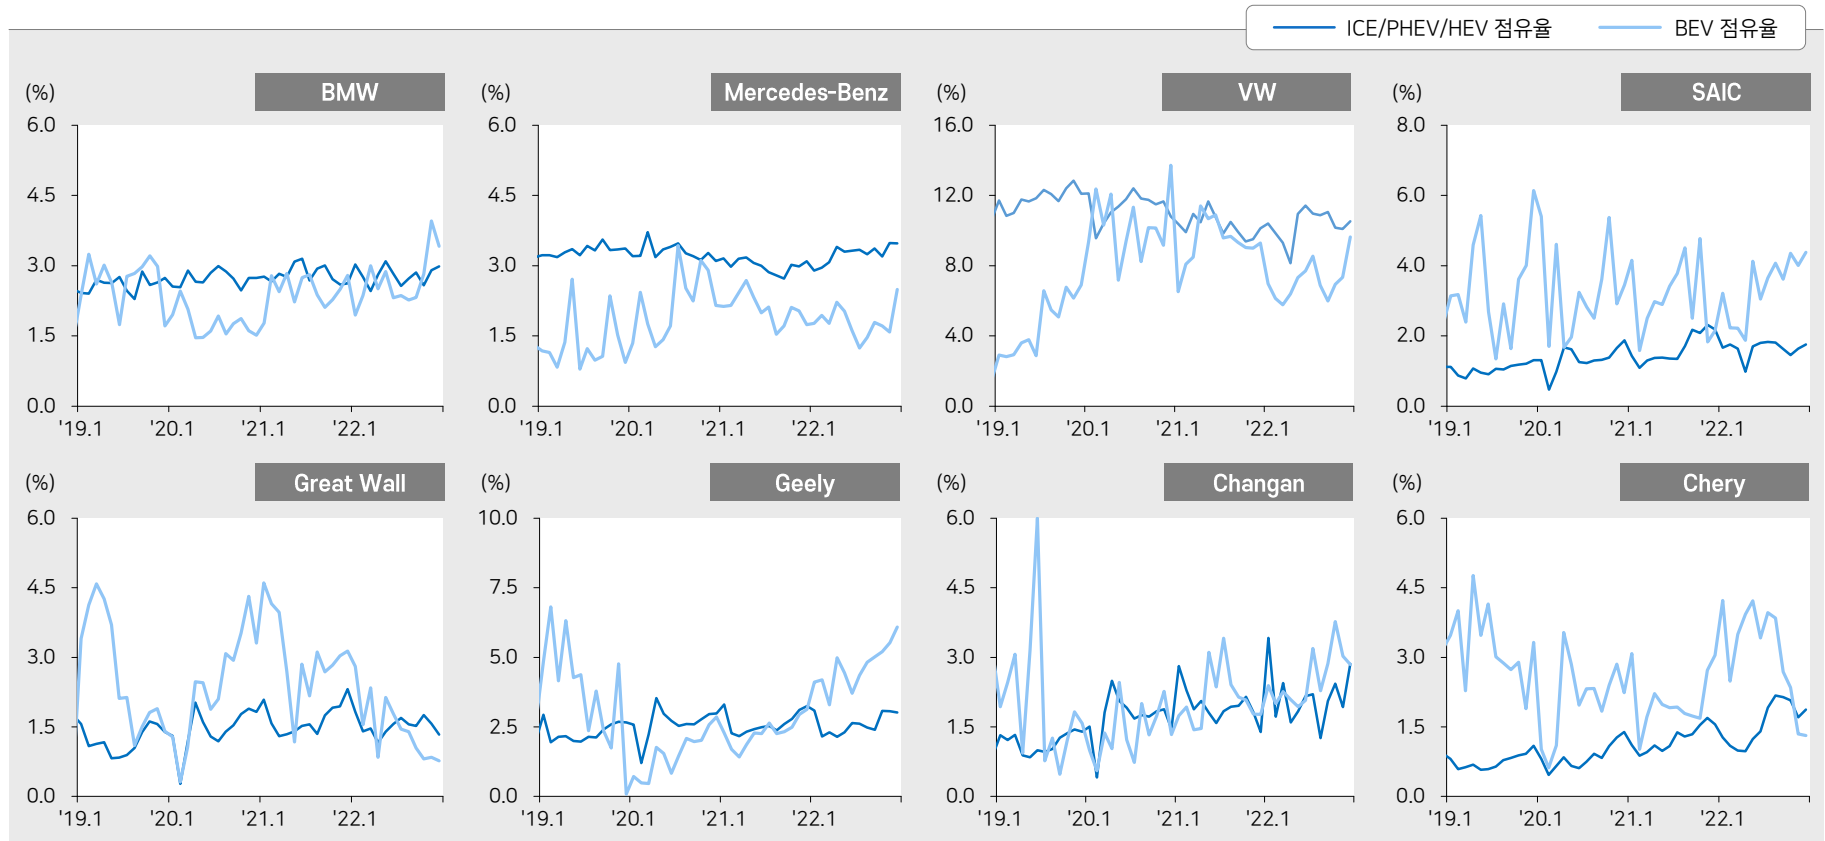 ICE/PHEV/HEV 점유율 BEV 점유율
(%) BMW
6.0
4.5
3.0
1.5
0.0
'19.1 '20.1 '21.1 '22.1
(%) Mercedes-Benz
6.0
4.5
3.0
1.5
0.0
'19.1 '20.1 '21.1 '22.1
(%) VW
16.0
12.0
8.0
4.0
0.0
'19.1 '20.1 '21.1 '22.1
(%) SAIC
8.0
6.0
4.0
2.0
0.0
'19.1 '20.1 '21.1 '22.1
(%) Great Wall
6.0
4.5
3.0
1.5
0.0
'19.1 '20.1 '21.1 '22.1
(%) Geely
10.0
7.5
5.0
2.5
0.0
'19.1 '20.1 '21.1 '22.1
(%) Changan
6.0
4.5
3.0
1.5
0.0
'19.1 '20.1 '21.1 '22.1
(%) Chery
6.0
4.5
3.0
1.5
0.0
'19.1 '20.1 '21.1 '22.1